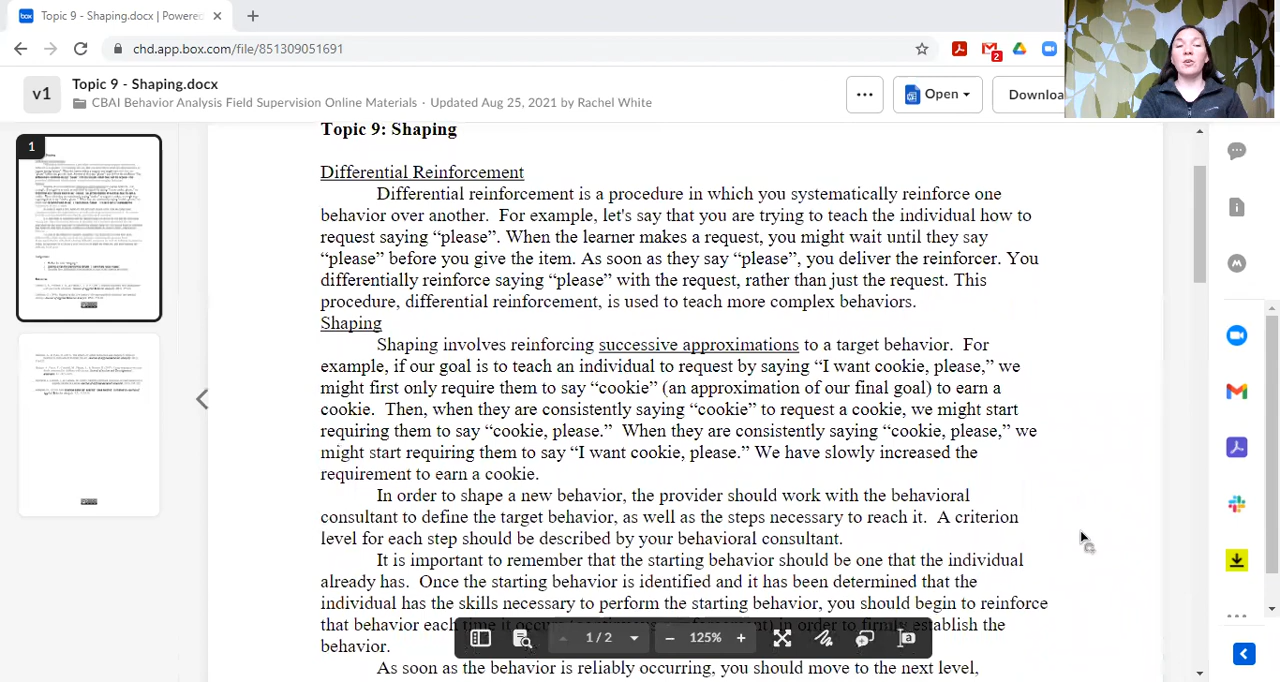 Topic 9 - Shaping.docx | Powere
chd.app.box.com/file/851309051691
2
v1
Topic 9 - Shaping.docx
CBAI Behavior Analysis Field Supervision Online Materials · Updated Aug 25, 2021 by Rachel White
Open
Downloa
1
Topic 9: Shaping
Differential Reinforcement
Differential reinforcement is a procedure in which you systematically reinforce one
behavior over another. For example, let's say that you are trying to teach the individual how to
request saying “please”. When the learner makes a request, you might wait until they say
“please” before you give the item. As soon as they say “please”, you deliver the reinforcer. You
differentially reinforce saying “please” with the request, rather than just the request. This
procedure, differential reinforcement, is used to teach more complex behaviors.
Shaping
Shaping involves reinforcing successive approximations to a target behavior. For
example, if our goal is to teach an individual to request by saying “I want cookie, please,” we
might first only require them to say “cookie” (an approximation of our final goal) to earn a
cookie. Then, when they are consistently saying “cookie” to request a cookie, we might start
requiring them to say “cookie, please.” When they are consistently saying “cookie, please,” we
might start requiring them to say “I want cookie, please.” We have slowly increased the
requirement to earn a cookie.
In order to shape a new behavior, the provider should work with the behavioral
consultant to define the target behavior, as well as the steps necessary to reach it. A criterion
level for each step should be described by your behavioral consultant.
It is important to remember that the starting behavior should be one that the individual
already has. Once the starting behavior is identified and it has been determined that the
individual has the skills necessary to perform the starting behavior, you should begin to reinforce
that behavior each time it in order to firmly establish the
behavior.
1 / 2
125%
As soon as the behavior is reliably occurring, you should move to the next level,